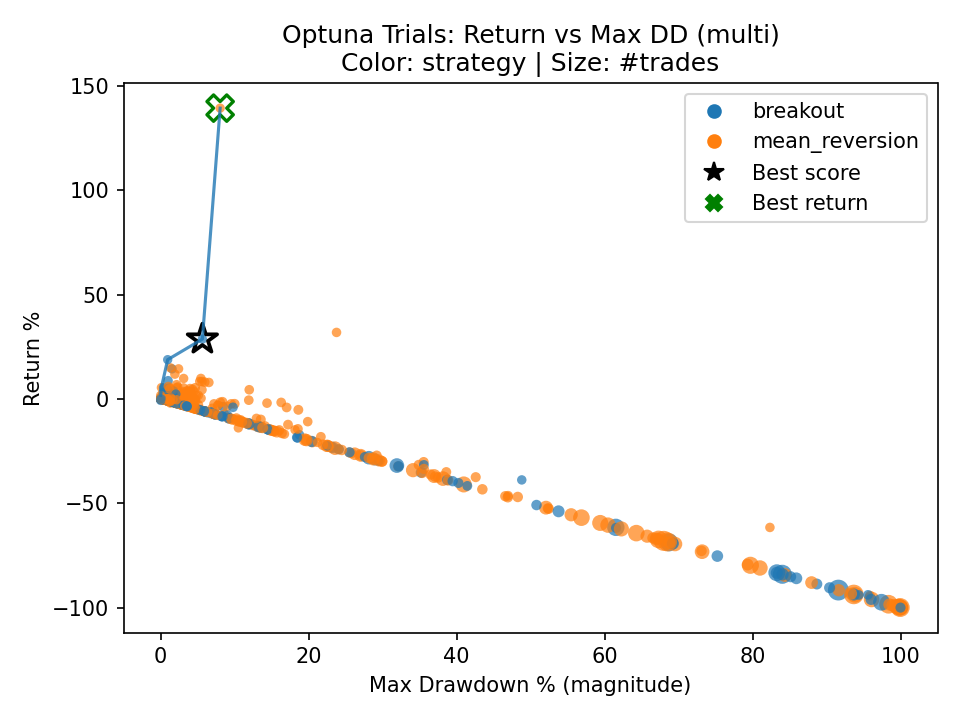 Optuna Trials: Return vs Max DD (multi)
Color: strategy | Size: #trades
150
100
50
0
−50
−100
Return %
breakout
mean_reversion
Best score
Best return
0
20
40
60
80
100
Max Drawdown % (magnitude)